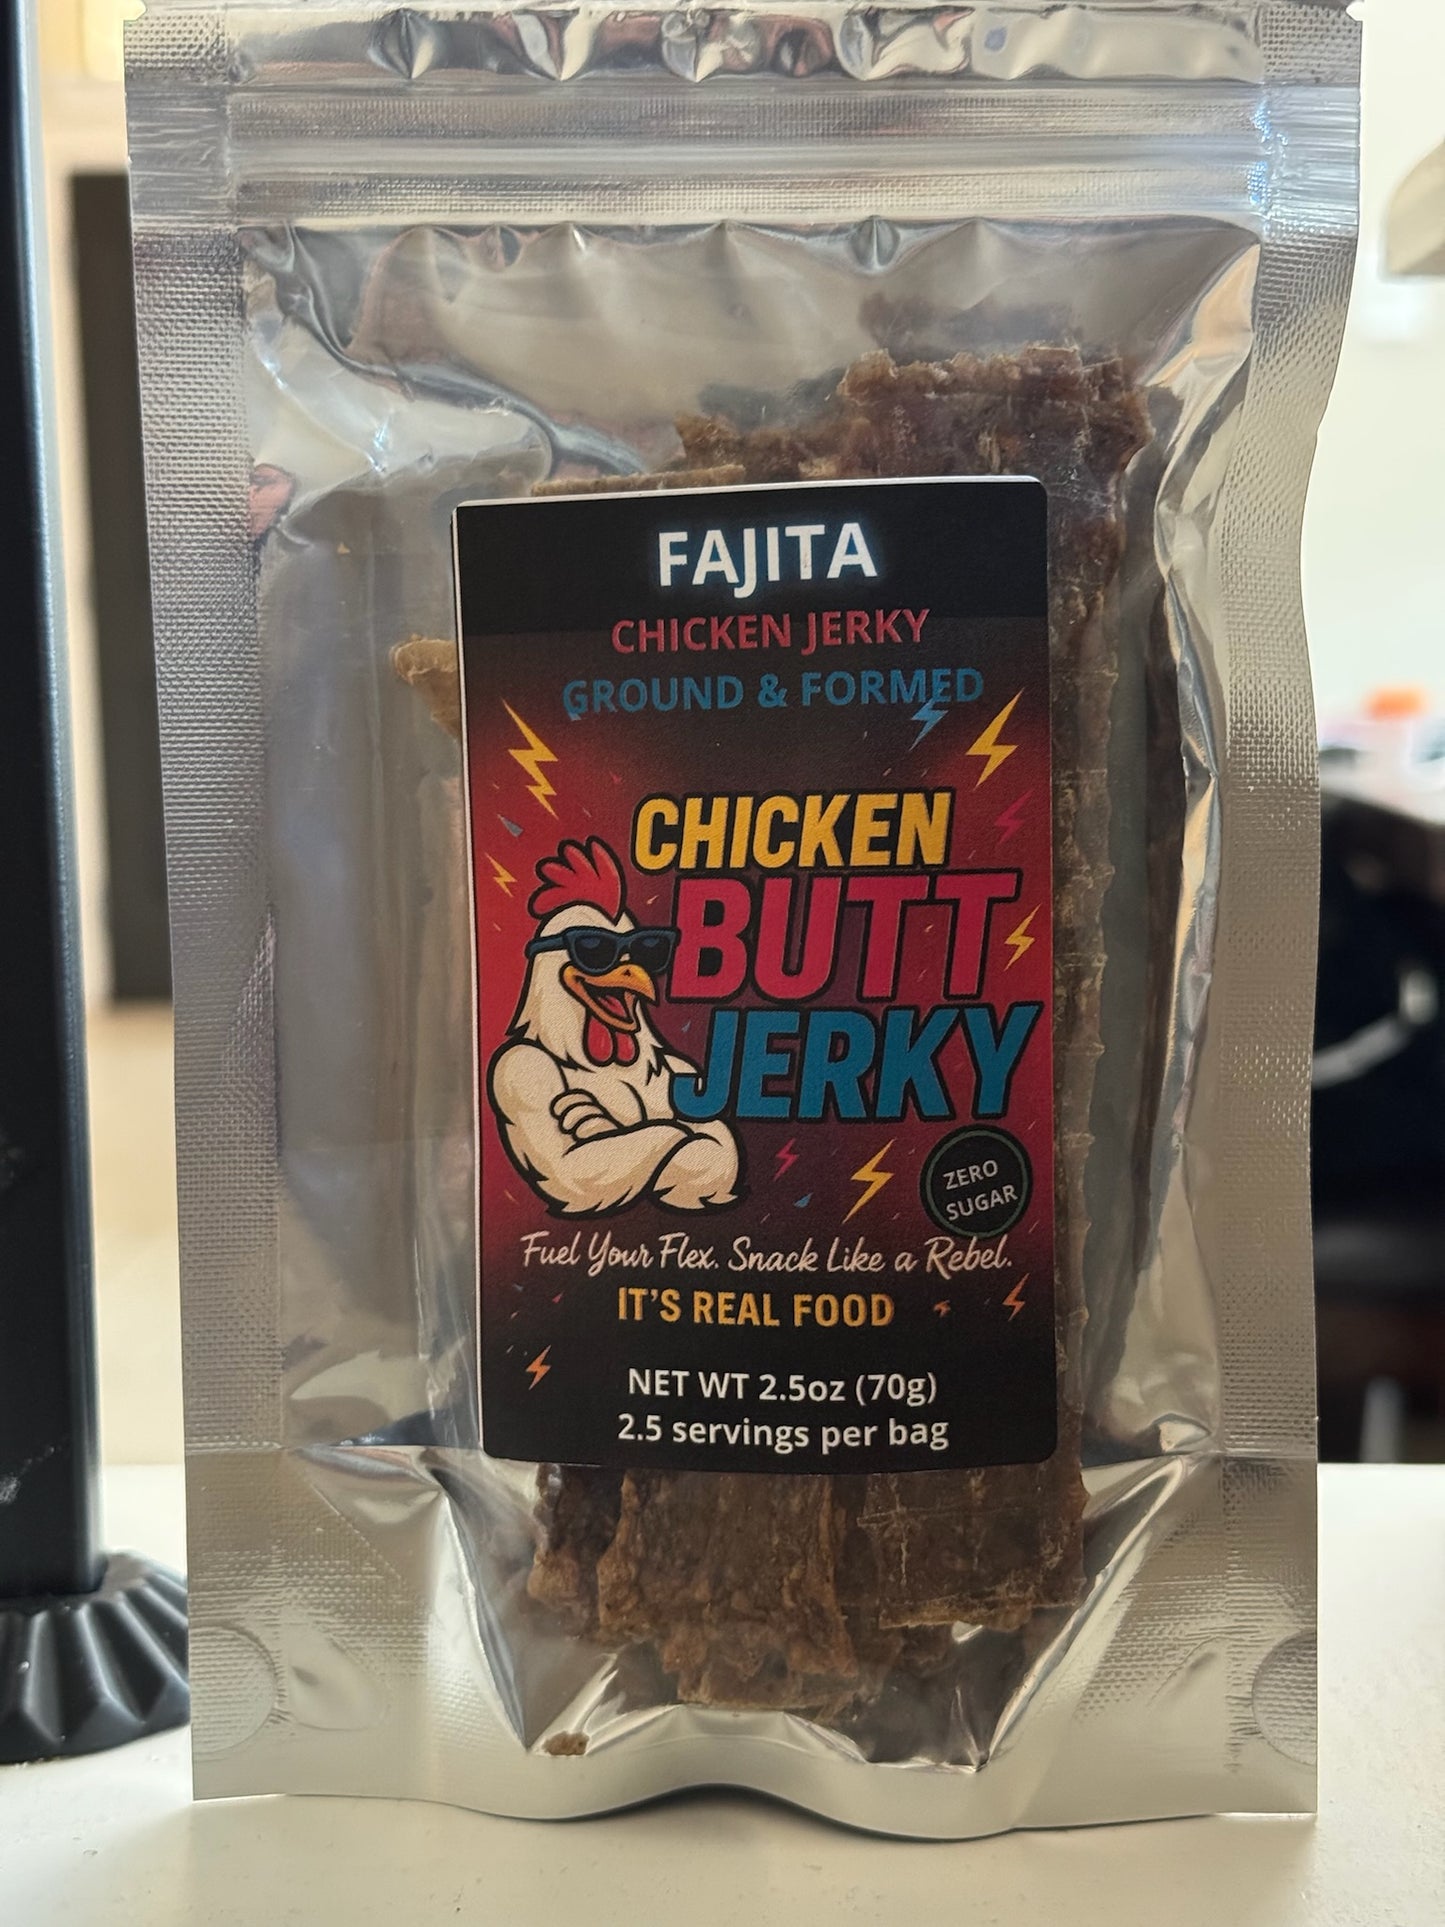 FAJITA
CHICKEN JERKY
GROUND & FORMED
CHICKEN
BUTT
JERKY
ZERO
SUGAR
Fuel Your Flex. Snack Like a Rebel.
IT'S REAL FOOD
NET WT 2.5oz (70g)
2.5 servings per bag